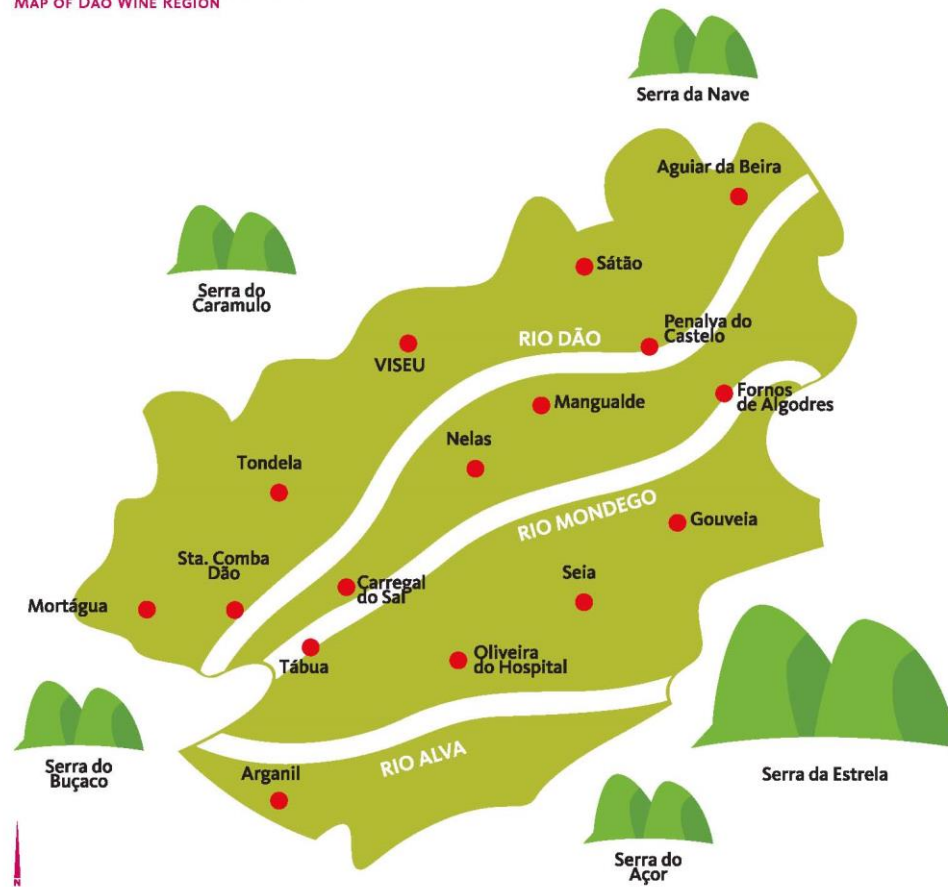 MAP OF DÃO WINE REGION
Serra da Nave
Aguiar da Beira
Serra do
Caramulo
Sátão
RIO DÃO
Penalva do
Castelo
VISEU
Mangualde
Fornos
de Algodres
Nelas
Tondela
RIO MONDEGO
Gouveia
Sta. Comba
Dão
Seia
Carregal
do Sal
Mortágua
Tábua
Oliveira
do Hospital
Serra do
Buçaco
RIO ALVA
Arganil
Serra da Estrela
Serra do
Açor
N